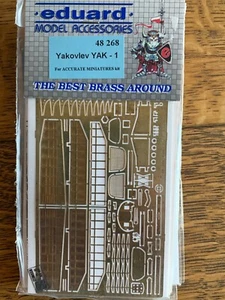 eduard
MODEL ACCESSORIES
48 268
Yakovlev YAK - 1
For ACCURATE MINIATURES kit
THE BEST BRASS AROUND